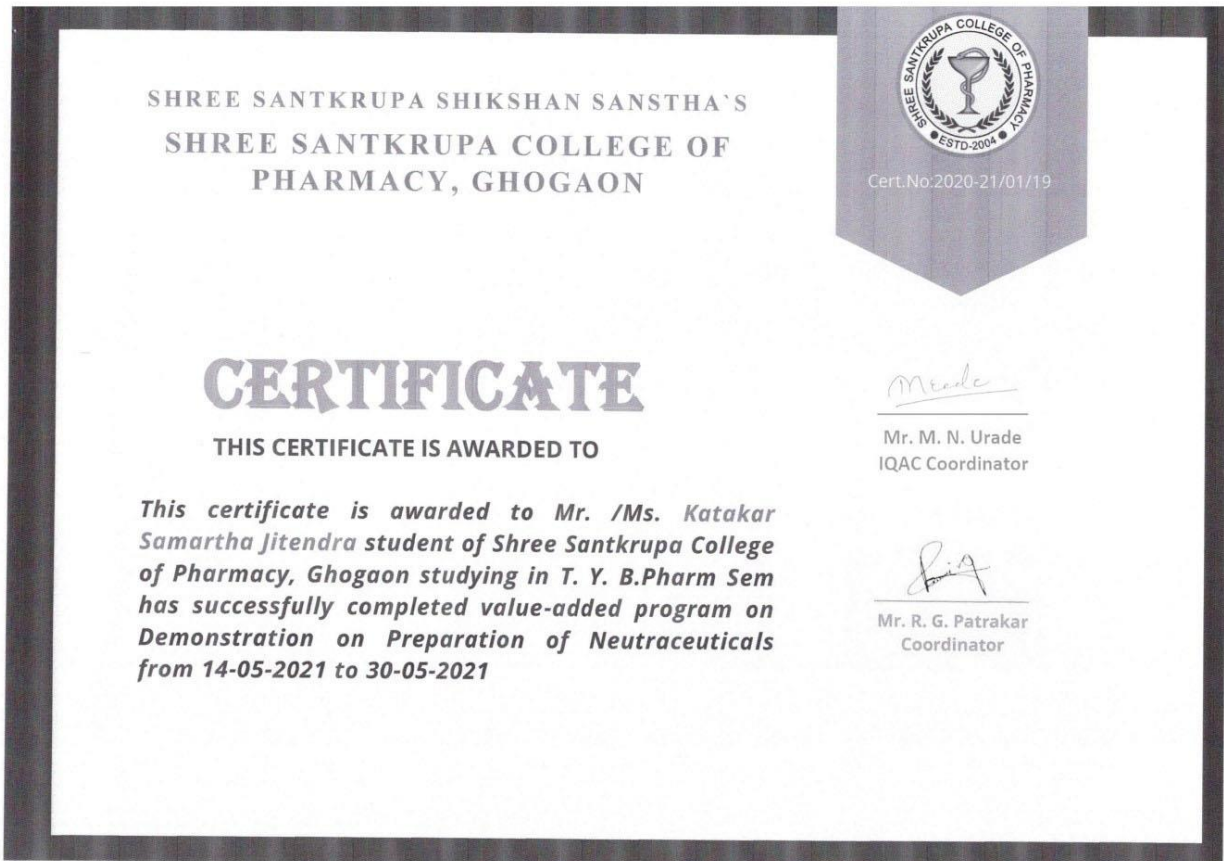 SHREE SANTKRUPA SHIKSHAN SANSTHA`S
SHREE SANTKRUPA COLLEGE OF
PHARMACY, GHOGAON
SHREE SANTKRUPA COLLEGE OF PHARMACY
ESTD-2004
Cert.No:2020-21/01/19
CERTIFICATE
THIS CERTIFICATE IS AWARDED TO
This certificate is awarded to Mr. /Ms. Katakar
Samartha Jitendra student of Shree Santkrupa College
of Pharmacy, Ghogaon studying in T. Y. B.Pharm Sem
has successfully completed value-added program on
Demonstration on Preparation of Neutraceuticals
from 14-05-2021 to 30-05-2021
Mr. M. N. Urade
IQAC Coordinator
Mr. R. G. Patrakar
Coordinator